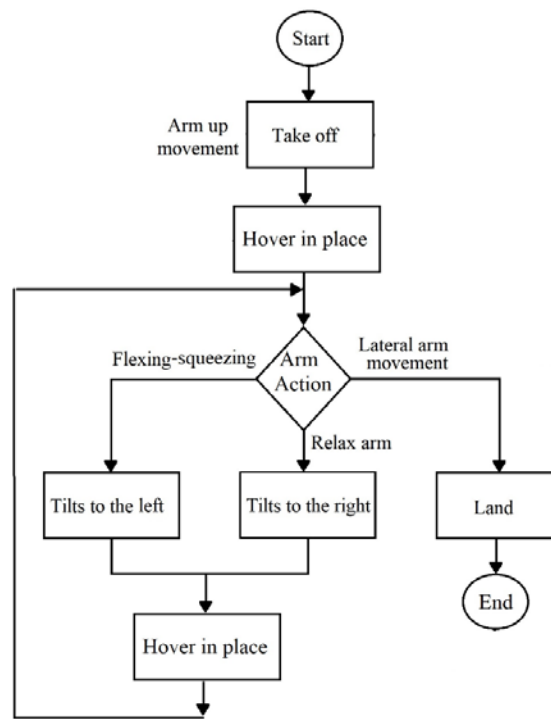 Start
Arm up
movement
Take off
Hover in place
Flexing-squeezing
Arm
Action
Lateral arm
movement
Relax arm
Tilts to the left
Tilts to the right
Land
End
Hover in place